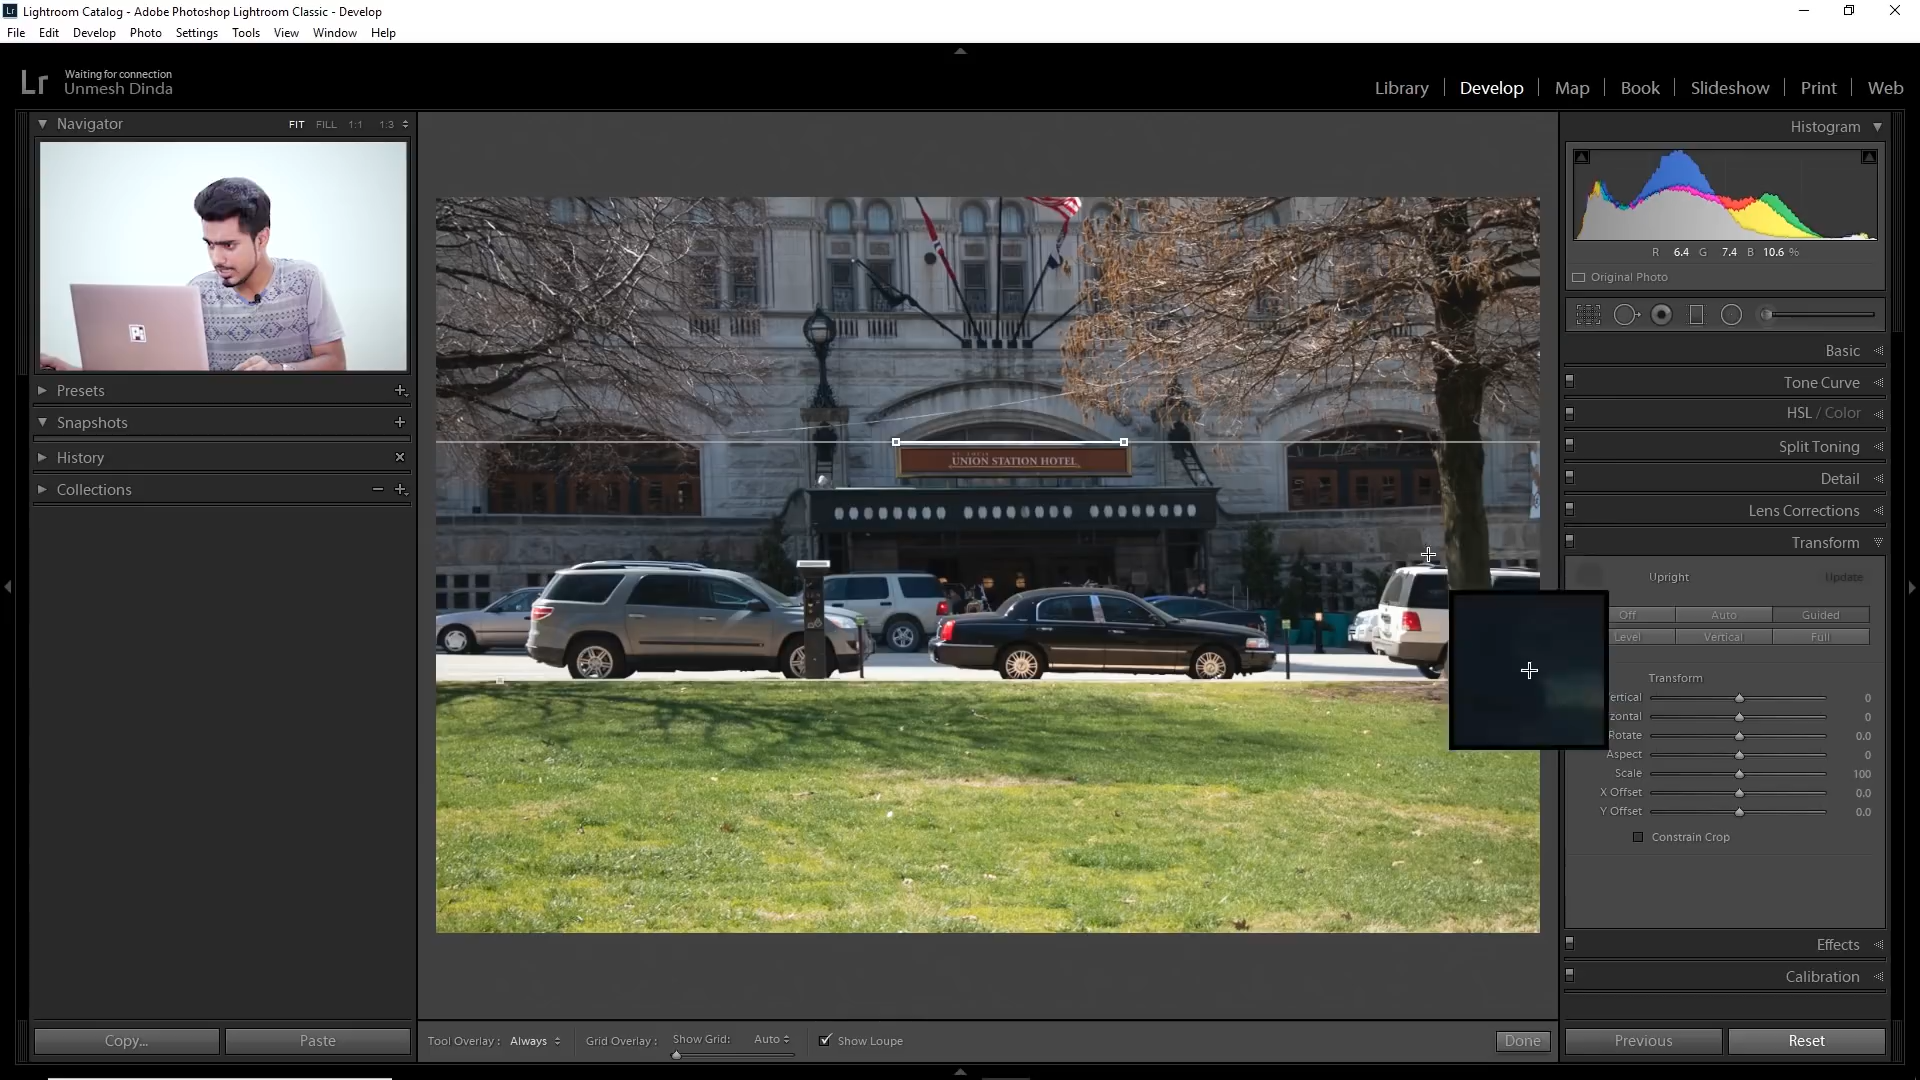 Lr Lightroom Catalog - Adobe Photoshop Lightroom Classic - Develop
File Edit Develop Photo Settings Tools View Window Help
Lr Waiting for connection
Unmesh Dinda
Library Develop Map Book Slideshow Print Web
Navigator FIT FILL 1:1 1:3
Presets
Snapshots
History
Collections
Copy...
Paste
UNION STATION HOTEL
Tool Overlay : Always Grid Overlay : Show Grid: Auto Show Loupe Done
Histogram
R 6.4 G 7.4 B 10.6 %
Original Photo
Basic
Tone Curve
HSL / Color
Split Toning
Detail
Lens Corrections
Transform
Upright Update
Off Auto Guided
Level Vertical Full
Transform
ertical 0
zontal 0
Rotate 0.0
Aspect 0
Scale 100
X Offset 0.0
Y Offset 0.0
Constrain Crop
Effects
Calibration
Previous Reset